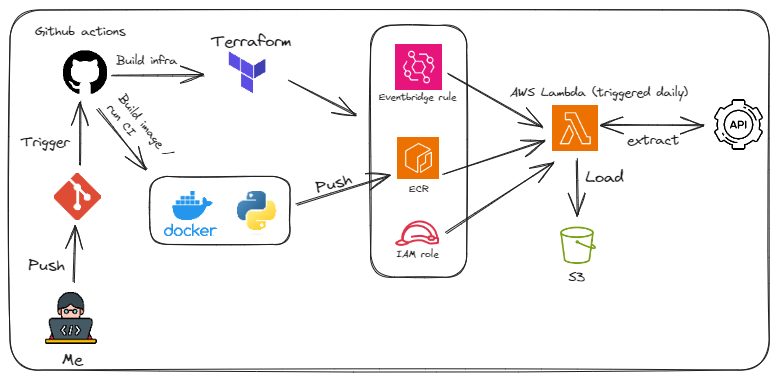 Github actions
Terraform
Build infra
Eventbridge rule
AWS Lambda (triggered daily)
API
extract
Build image /
run CI
Trigger
Push
ECR
Load
docker
IAM role
S3
Push
Me